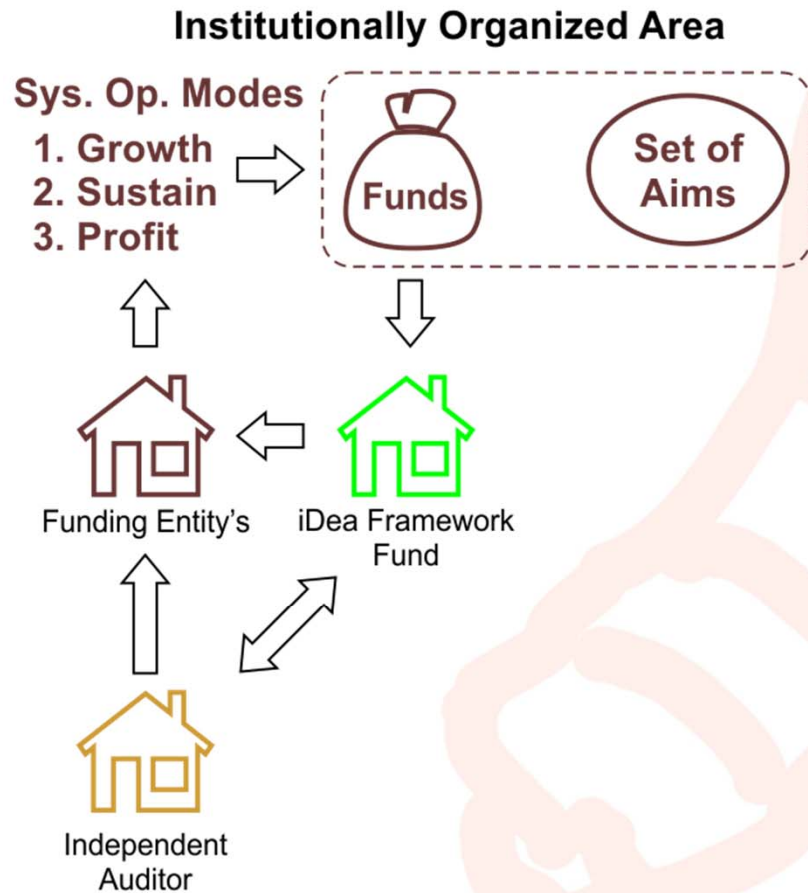 Institutionally Organized Area
Sys. Op. Modes
1. Growth
2. Sustain
3. Profit
Funds
Set of
Aims
Funding Entity's
iDea Framework
Fund
Independent
Auditor